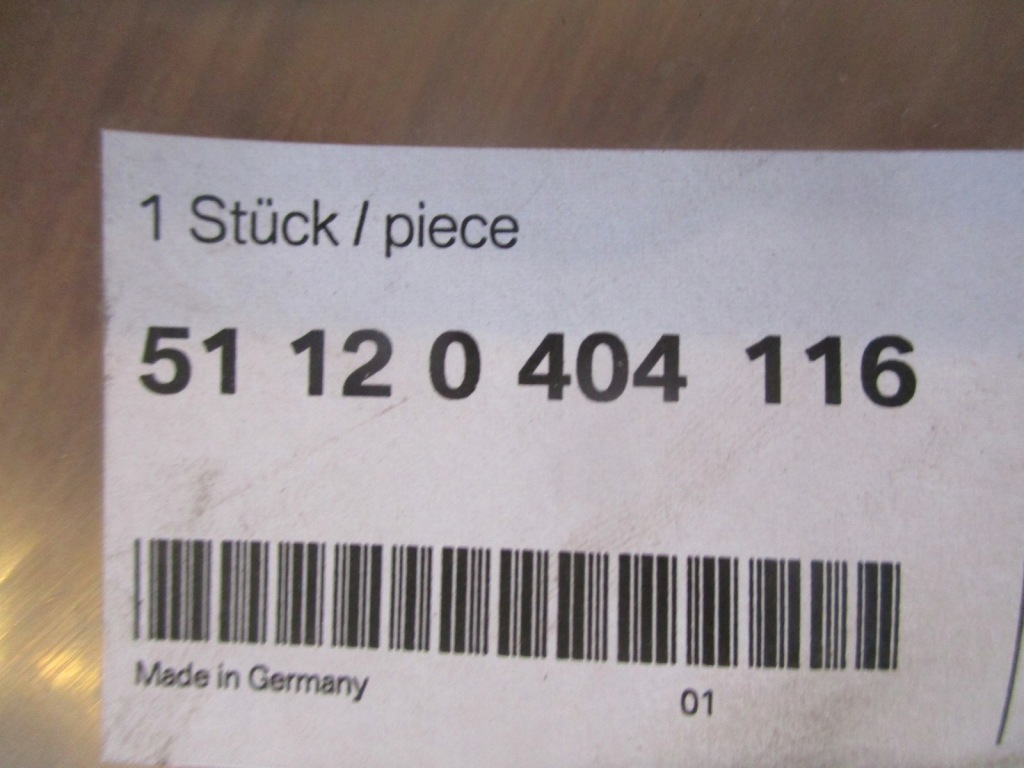 1 Stück / piece
51 12 0 404 116
Made in Germany
01